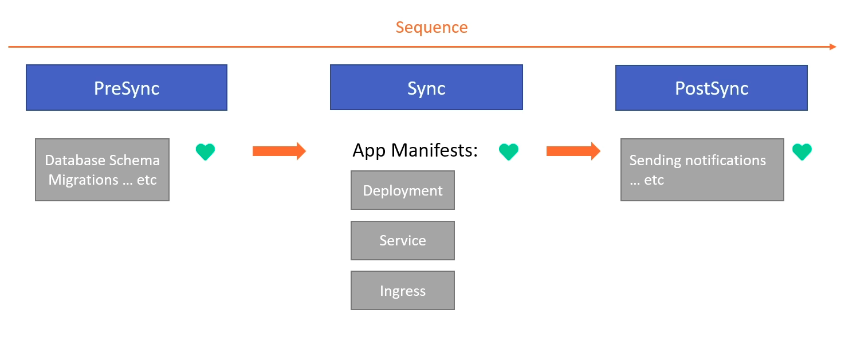 Sequence
PreSync
Sync
PostSync
Database Schema
Migrations ... etc
App Manifests:
Deployment
Service
Ingress
Sending notifications
... etc